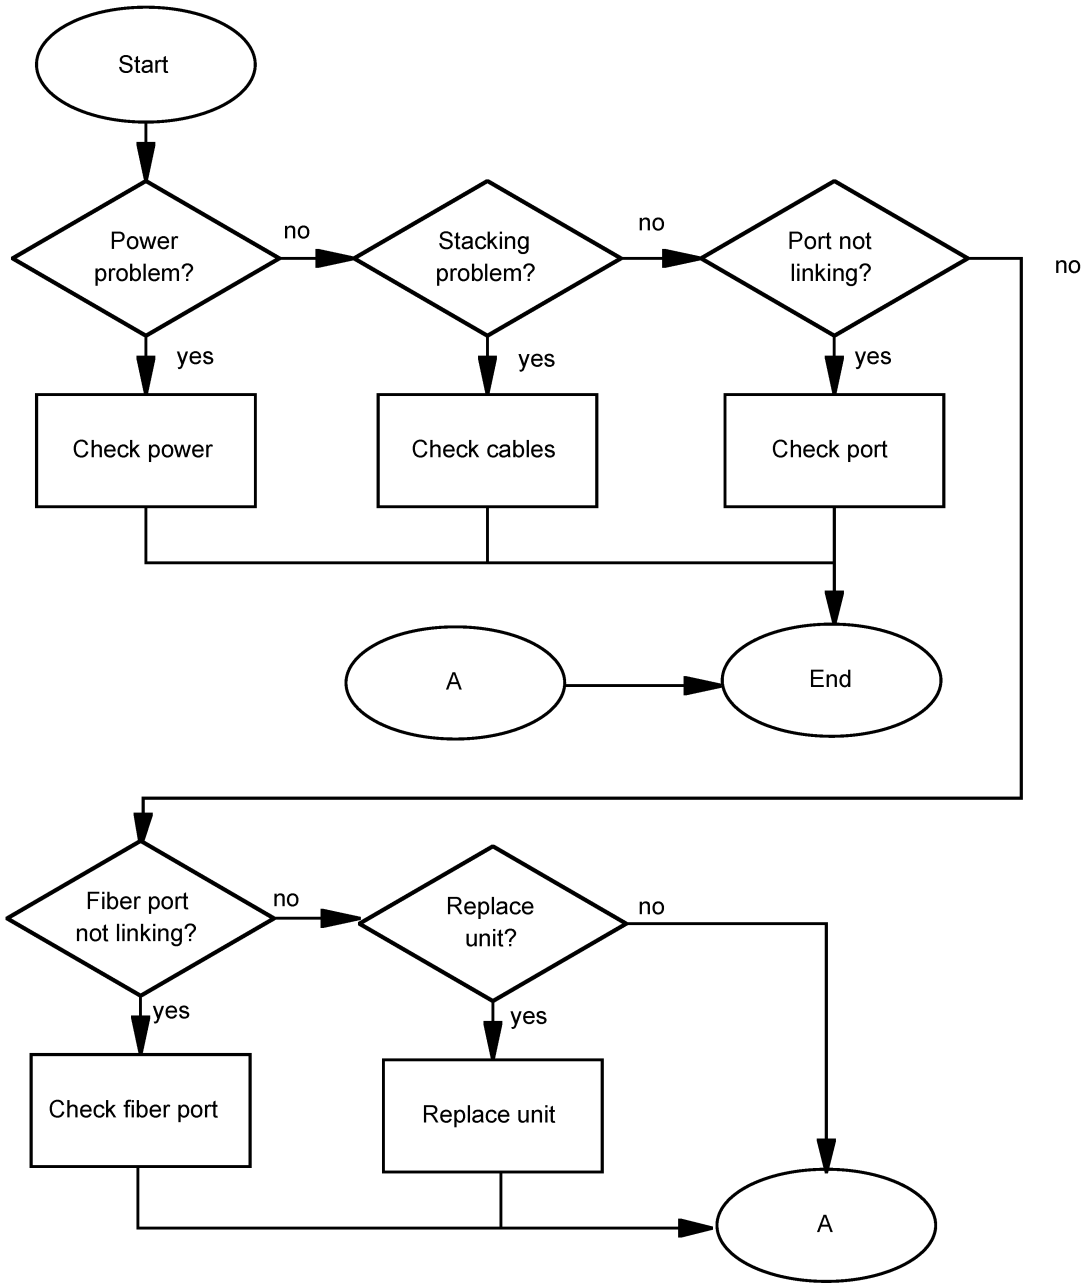 Start
Power
problem?
no
Stacking
problem?
no
Port not
linking?
no
yes
yes
yes
Check power
Check cables
Check port
A
End
Fiber port
not linking?
no
Replace
unit?
no
yes
yes
Check fiber port
Replace unit
A